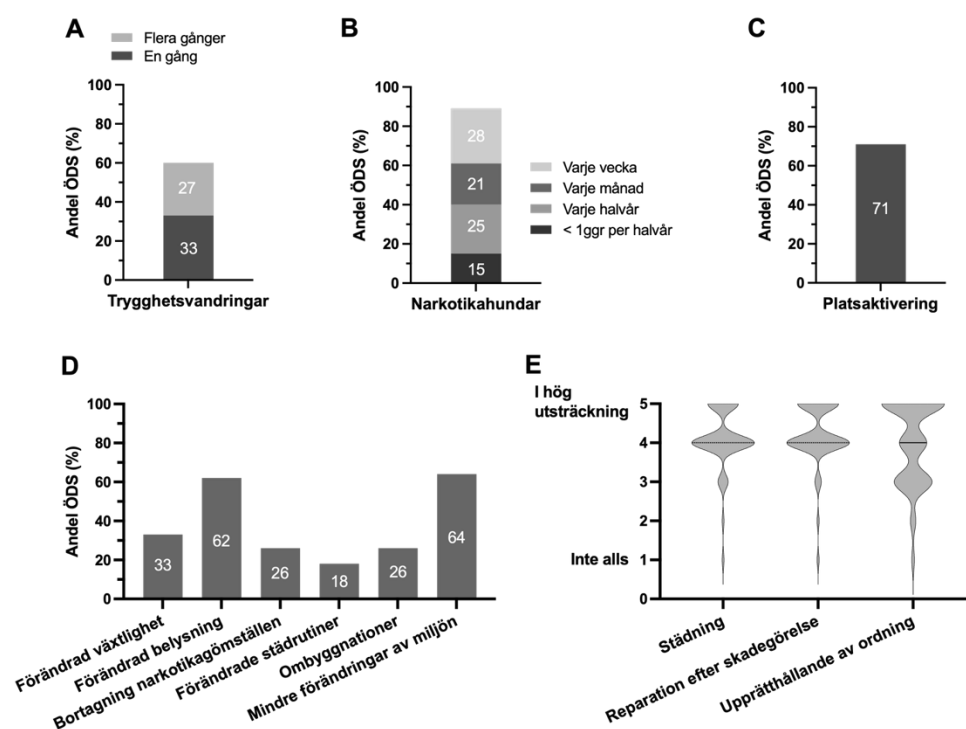 A
Flera gånger
En gång
Andel ÖDS (%)
100
80
60
40
20
0
27
33
Trygghetsvandringar
B
Andel ÖDS (%)
100
80
60
40
20
0
28
21
25
15
Varje vecka
Varje månad
Varje halvår
< 1ggr per halvår
Narkotikahundar
C
Andel ÖDS (%)
100
80
60
40
20
0
71
Platsaktivering
D
Andel ÖDS (%)
100
80
60
40
20
0
33
62
26
18
26
64
Förändrad växtlighet
Förändrad belysning
Bortagning narkotikagömställen
Förändrade städrutiner
Ombyggnationer
Mindre förändringar av miljön
E
I hög
utsträckning
Inte alls
5
4
3
2
1
0
Städning
Reparation efter skadegörelse
Upprätthållande av ordning